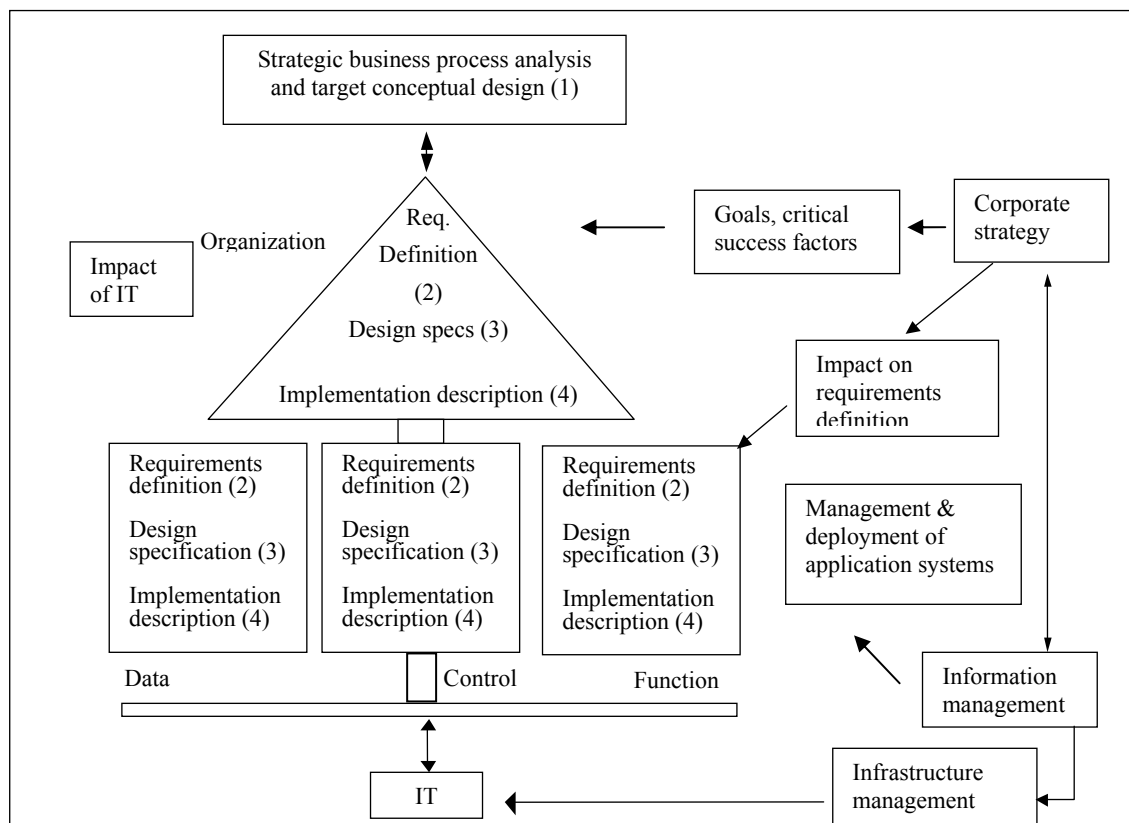 Strategic business process analysis
and target conceptual design (1)
Req.
Definition
(2)
Design specs (3)
Implementation description (4)
Organization
Impact
of IT
Goals, critical
success factors
Corporate
strategy
Impact on
requirements
definition
Requirements
definition (2)
Design
specification (3)
Implementation
description (4)
Requirements
definition (2)
Design
specification (3)
Implementation
description (4)
Requirements
definition (2)
Design
specification (3)
Implementation
description (4)
Management &
deployment of
application systems
Data
Control
Function
Information
management
IT
Infrastructure
management